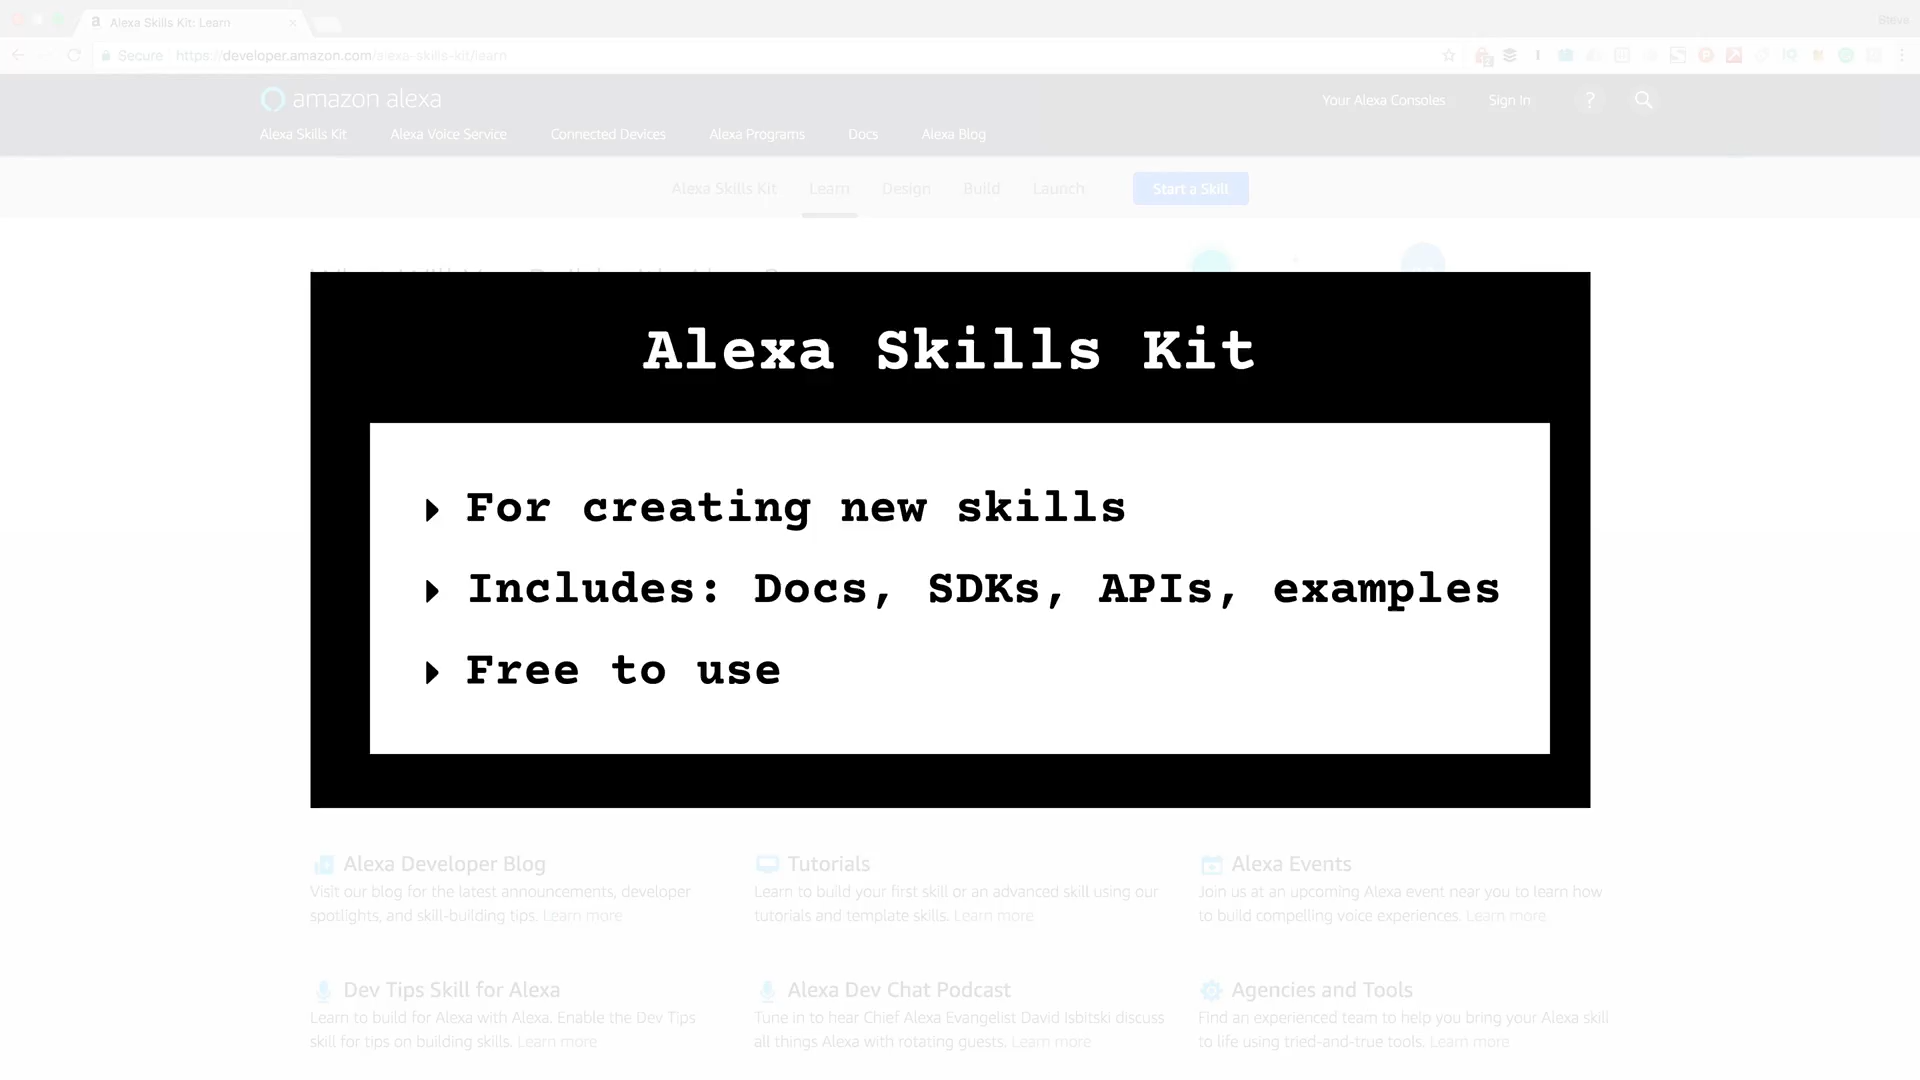 Alexa Skills Kit: Learn
Steve
Secure https://developer.amazon.com/alexa-skills-kit/learn
amazon alexa
Your Alexa Consoles Sign In ?
Alexa Skills Kit Alexa Voice Service Connected Devices Alexa Programs Docs Alexa Blog
Alexa Skills Kit Learn Design Build Launch Start a Skill
Alexa Skills Kit
For creating new skills
Includes: Docs, SDKs, APIs, examples
Free to use
Alexa Developer Blog
Visit our blog for the latest announcements, developer
spotlights, and skill-building tips. Learn more
Tutorials
Learn to build your first skill or an advanced skill using our
tutorials and template skills. Learn more
Alexa Events
Join us at an upcoming Alexa event near you to learn how
to build compelling voice experiences. Learn more
Dev Tips Skill for Alexa
Learn to build for Alexa with Alexa. Enable the Dev Tips
skill for tips on building skills. Learn more
Alexa Dev Chat Podcast
Tune in to hear Chief Alexa Evangelist David Isbitski discuss
all things Alexa with rotating guests. Learn more
Agencies and Tools
Find an experienced team to help you bring your Alexa skill
to life using tried-and-true tools. Learn more